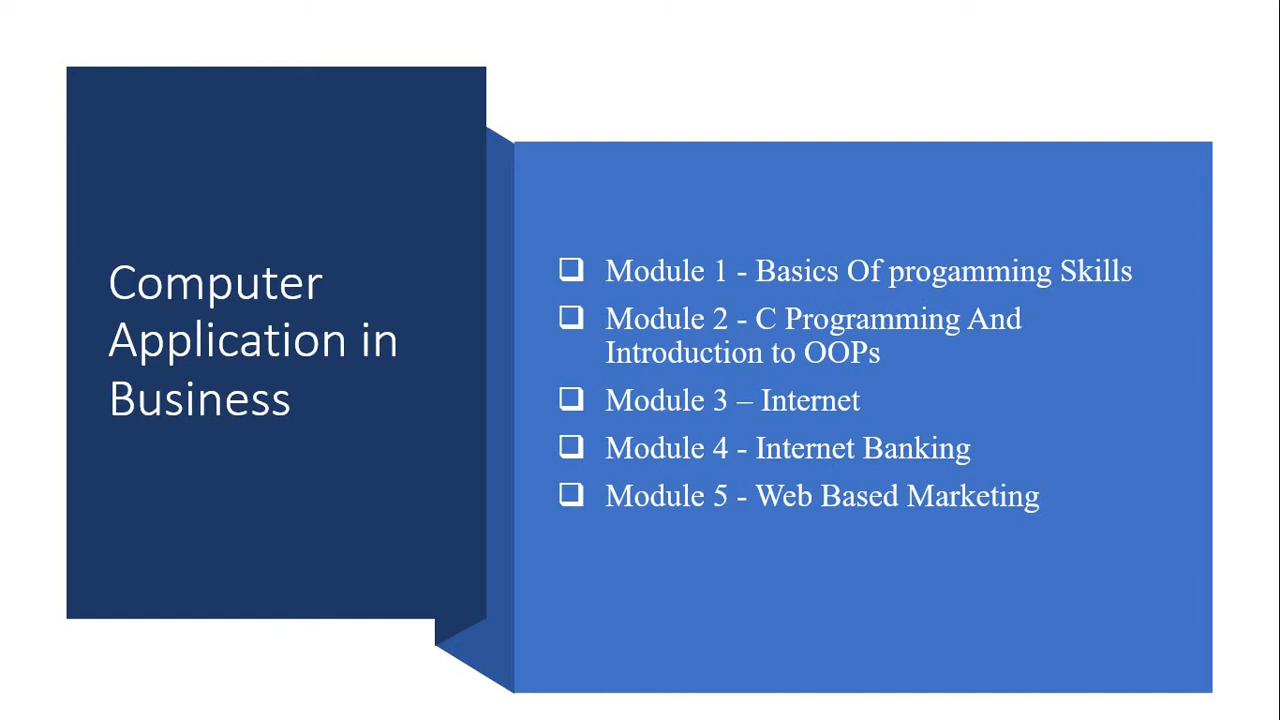 Computer
Application in
Business
❑ Module 1 - Basics Of progamming Skills
❑ Module 2 - C Programming And
Introduction to OOPs
❑ Module 3 – Internet
❑ Module 4 - Internet Banking
❑ Module 5 - Web Based Marketing